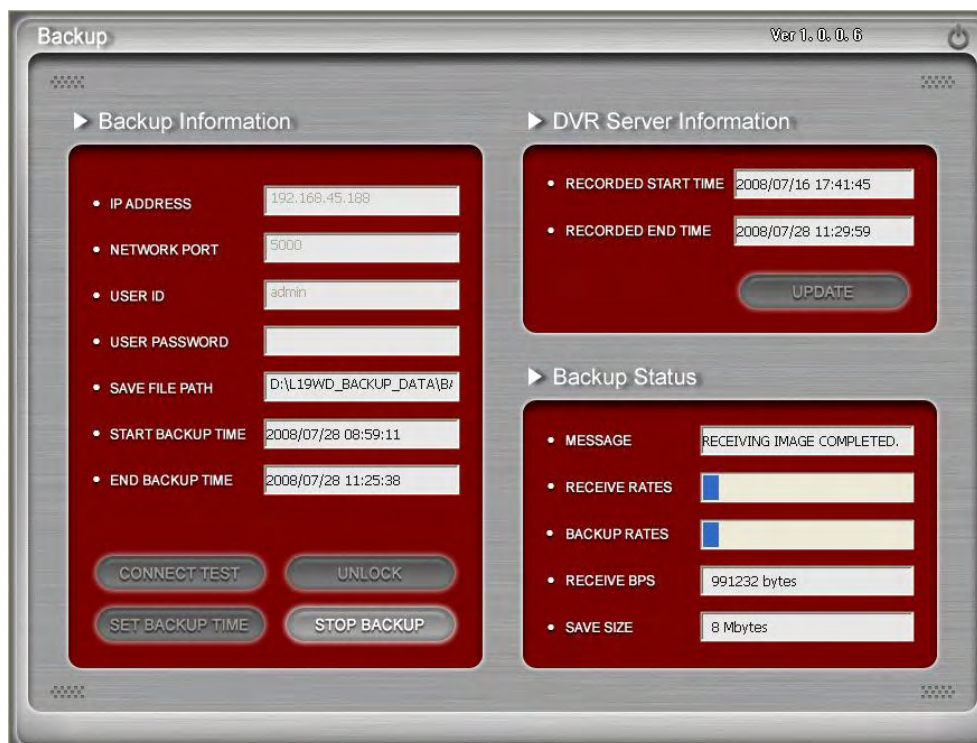 Backup
Ver 1. 0. 0. 6
Backup Information
IP ADDRESS 192.168.45.188
NETWORK PORT 5000
USER ID admin
USER PASSWORD
SAVE FILE PATH D:\L19WD_BACKUP_DATA\BA
START BACKUP TIME 2008/07/28 08:59:11
END BACKUP TIME 2008/07/28 11:25:38
CONNECT TEST UNLOCK
SET BACKUP TIME STOP BACKUP
DVR Server Information
RECORDED START TIME 2008/07/16 17:41:45
RECORDED END TIME 2008/07/28 11:29:59
UPDATE
Backup Status
MESSAGE RECEIVING IMAGE COMPLETED.
RECEIVE RATES
BACKUP RATES
RECEIVE BPS 991232 bytes
SAVE SIZE 8 Mbytes